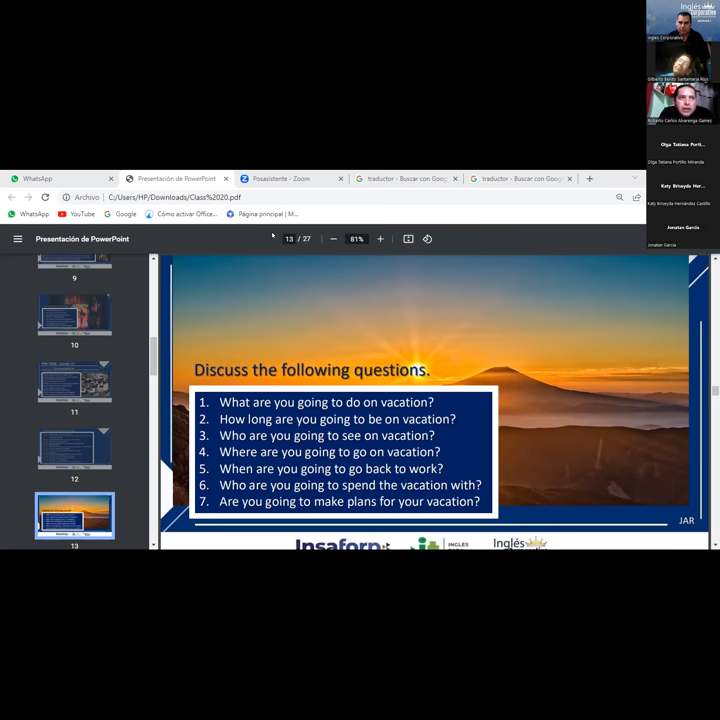 Inglés
Corporativo
Ingles Corporativo
Gilberto Benito Santamaria Rios
Roberto Carlos Alvarenga Gamez
Olga Tatiana Porti...
Olga Tatiana Portillo Miranda
Katy Briseyda Her...
Katy Briseyda Hernández Castillo
Jonatan Garcia
Jonatan Garcia
WhatsApp
Presentación de PowerPoint
Posasistente - Zoom
traductor - Buscar con Goog
traductor - Buscar con Goog
Archivo
C:/Users/HP/Downloads/Class%2020.pdf
WhatsApp
YouTube
Google
Cómo activar Office...
Página principal | M...
Presentación de PowerPoint
13 / 27
81%
9
10
11
12
13
Discuss the following questions.
1. What are you going to do on vacation?
2. How long are you going to be on vacation?
3. Who are you going to see on vacation?
4. Where are you going to go on vacation?
5. When are you going to go back to work?
6. Who are you going to spend the vacation with?
7. Are you going to make plans for your vacation?
JAR
Insaforp
INGLÉS
Inglés